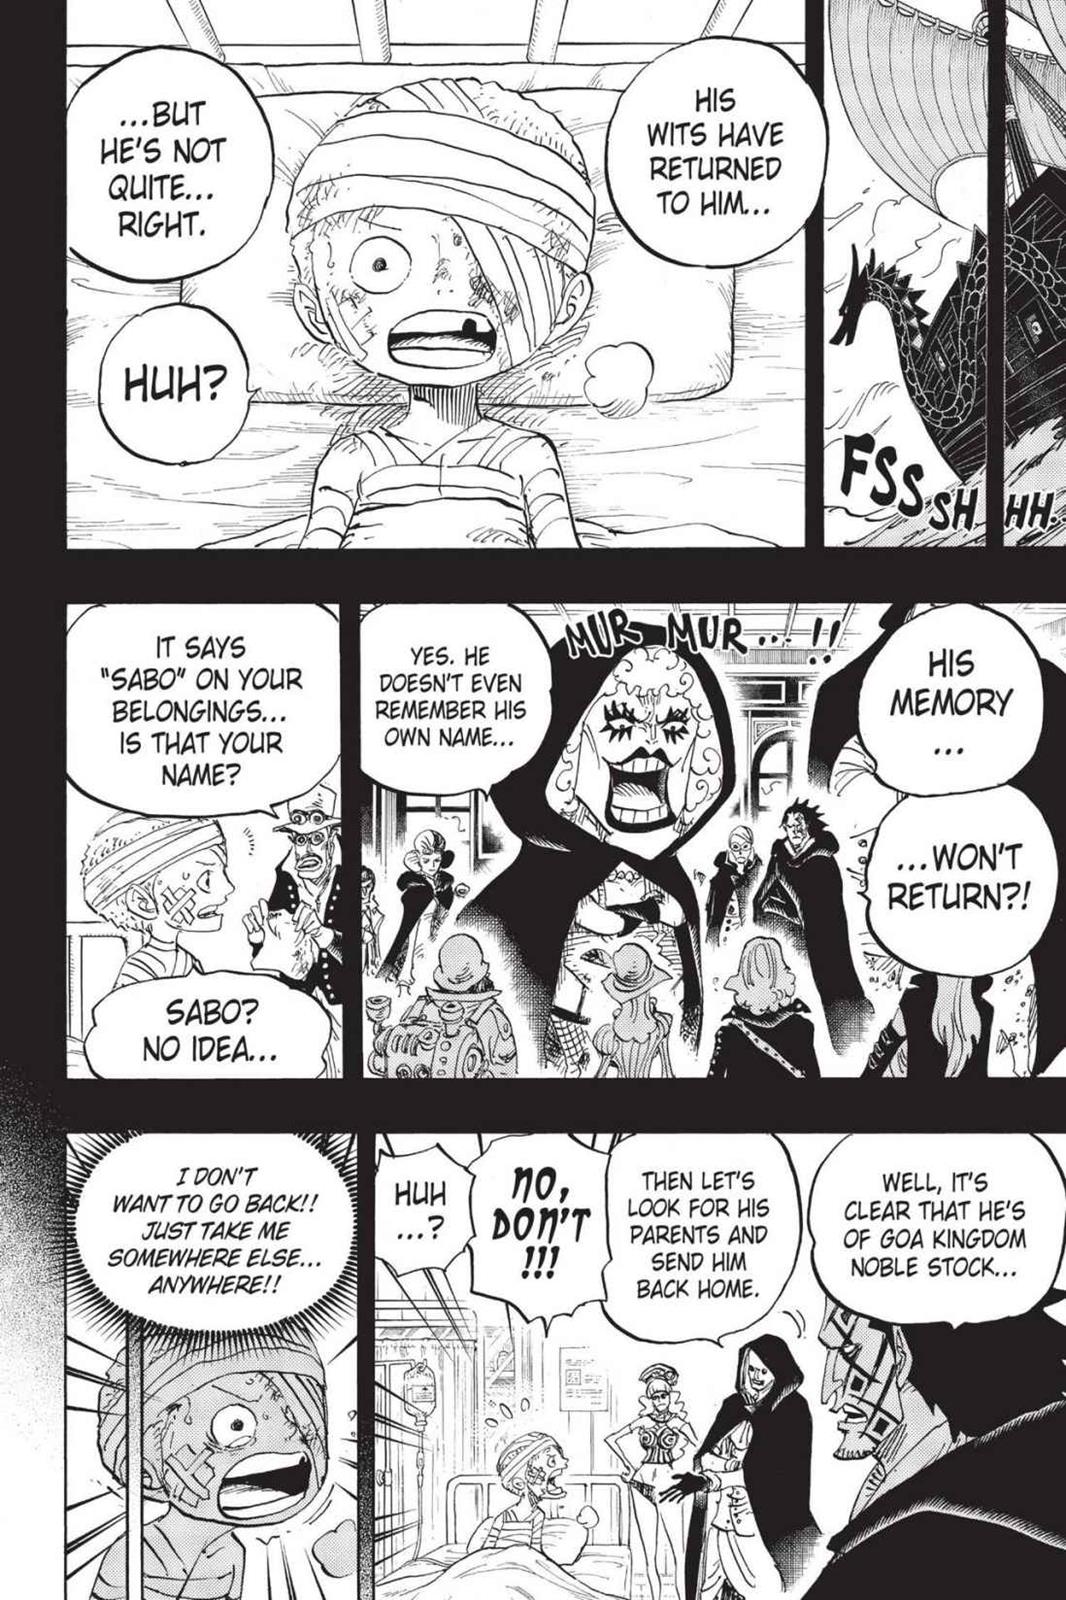 FSSSHHHH..
HIS
WITS HAVE
RETURNED
TO HIM...
...BUT
HE'S NOT
QUITE...
RIGHT.
HUH?
HIS
MEMORY
...
...WON'T
RETURN?!
MUR MUR...!!
YES. HE
DOESN'T EVEN
REMEMBER HIS
OWN NAME...
IT SAYS
"SABO" ON YOUR
BELONGINGS...
IS THAT YOUR
NAME?
SABO?
NO IDEA...
WELL, IT'S
CLEAR THAT HE'S
OF GOA KINGDOM
NOBLE STOCK...
THEN LET'S
LOOK FOR HIS
PARENTS AND
SEND HIM
BACK HOME.
NO,
DON'T
!!!
HUH
...?
I DON'T
WANT TO GO BACK!!
JUST TAKE ME
SOMEWHERE ELSE...
ANYWHERE!!